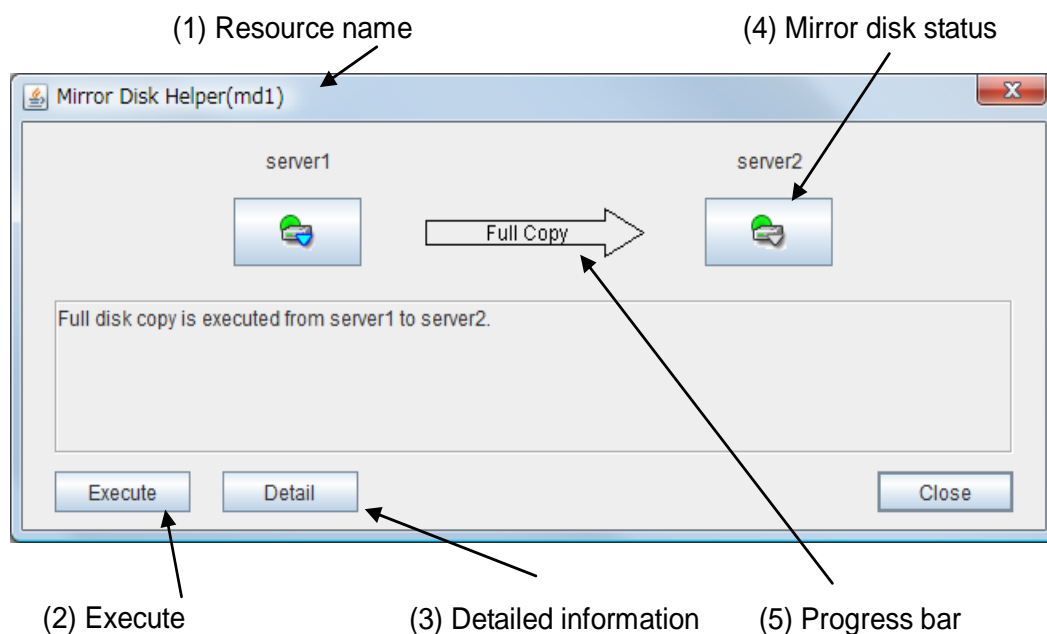 (1) Resource name
(4) Mirror disk status
Mirror Disk Helper(md1)
server1
server2
Full Copy
Full disk copy is executed from server1 to server2.
Execute
Detail
Close
(2) Execute
(3) Detailed information
(5) Progress bar